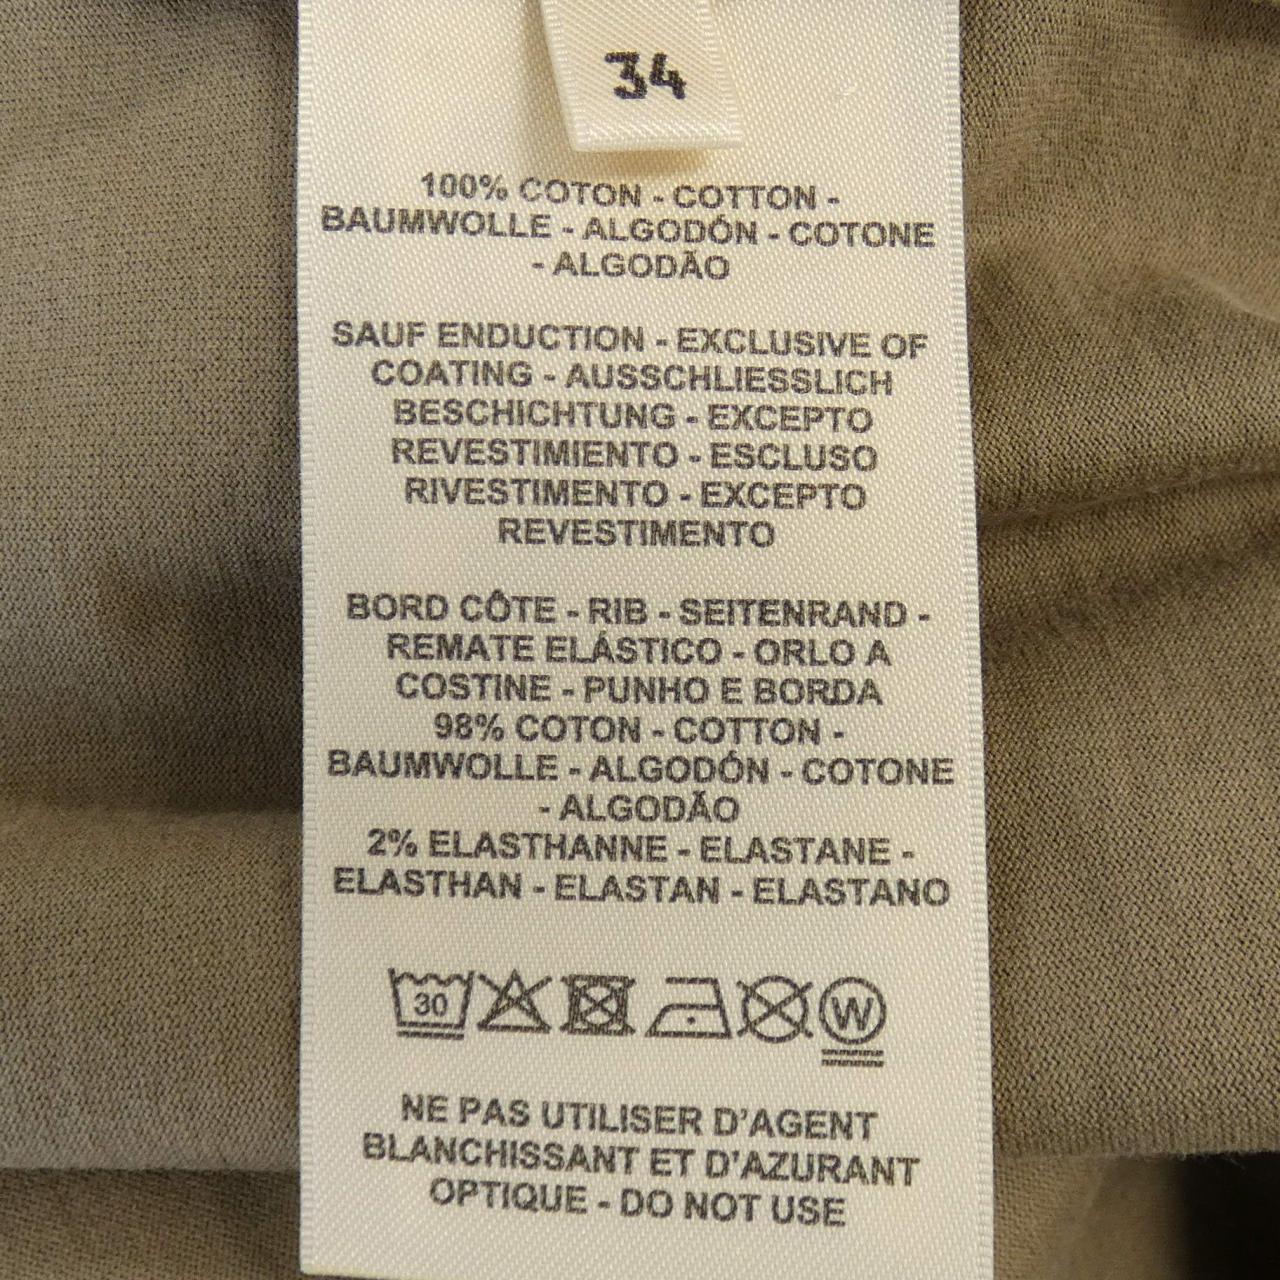 34
100% COTON - COTTON -
BAUMWOLLE - ALGODÓN - COTONE
- ALGODÃO
SAUF ENDUCTION - EXCLUSIVE OF
COATING - AUSSCHLIESSLICH
BESCHICHTUNG - EXCEPTO
REVESTIMIENTO - ESCLUSO
RIVESTIMENTO - EXCEPTO
REVESTIMENTO
BORD CÔTE - RIB - SEITENRAND -
REMATE ELÁSTICO - ORLO A
COSTINE - PUNHO E BORDA
98% COTON - COTTON -
BAUMWOLLE - ALGODÓN - COTONE
- ALGODÃO
2% ELASTHANNE - ELASTANE -
ELASTHAN - ELASTAN - ELASTANO
30 W
NE PAS UTILISER D'AGENT
BLANCHISSANT ET D'AZURANT
OPTIQUE - DO NOT USE